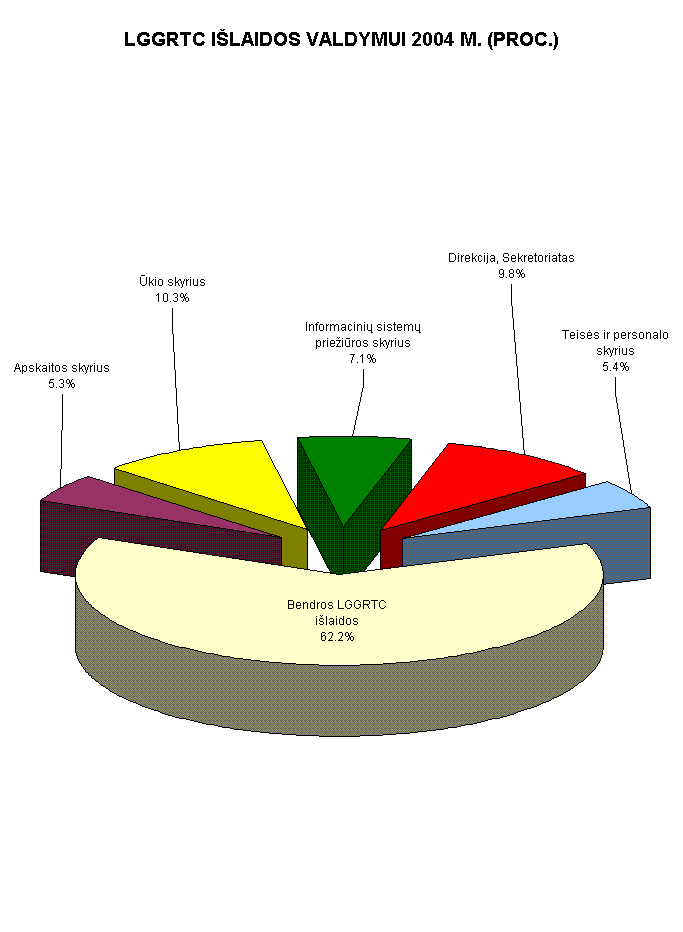 LGGRTC IŠLAIDOS VALDYMUI 2004 M. (PROC.)
Direkcija, Sekretoriatas
9.8%
Ūkio skyrius
10.3%
Informacinių sistemų
priežiūros skyrius
7.1%
Teisės ir personalo
skyrius
5.4%
Apskaitos skyrius
5.3%
Bendros LGGRTC
išlaidos
62.2%